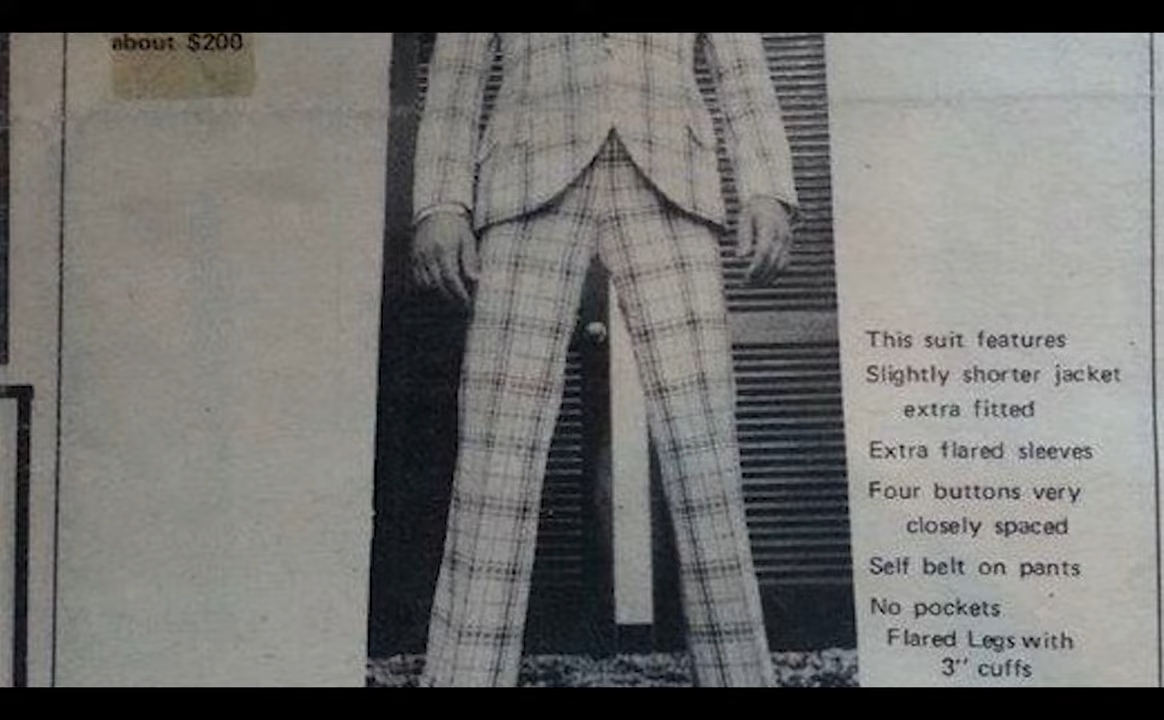 about $200
This suit features
Slightly shorter jacket
extra fitted
Extra flared sleeves
Four buttons very
closely spaced
Self belt on pants
No pockets
Flared Legs with
3" cuffs